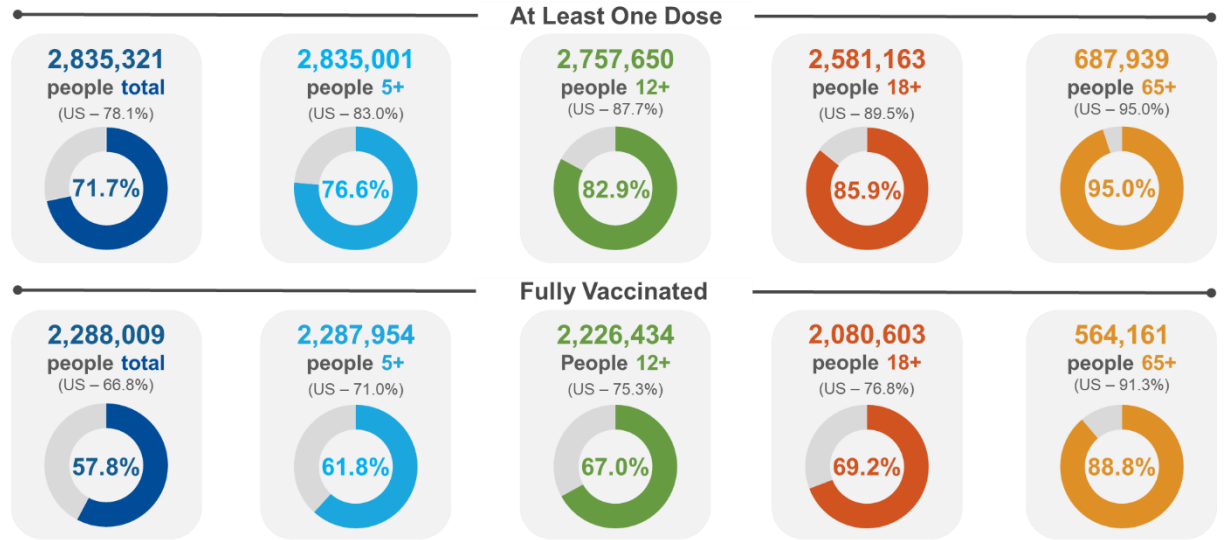 At Least One Dose
2,835,321
people total
(US – 78.1%)
71.7%
2,835,001
people 5+
(US – 83.0%)
76.6%
2,757,650
people 12+
(US – 87.7%)
82.9%
2,581,163
people 18+
(US – 89.5%)
85.9%
687,939
people 65+
(US – 95.0%)
95.0%
Fully Vaccinated
2,288,009
people total
(US – 66.8%)
57.8%
2,287,954
people 5+
(US – 71.0%)
61.8%
2,226,434
People 12+
(US – 75.3%)
67.0%
2,080,603
people 18+
(US – 76.8%)
69.2%
564,161
people 65+
(US – 91.3%)
88.8%